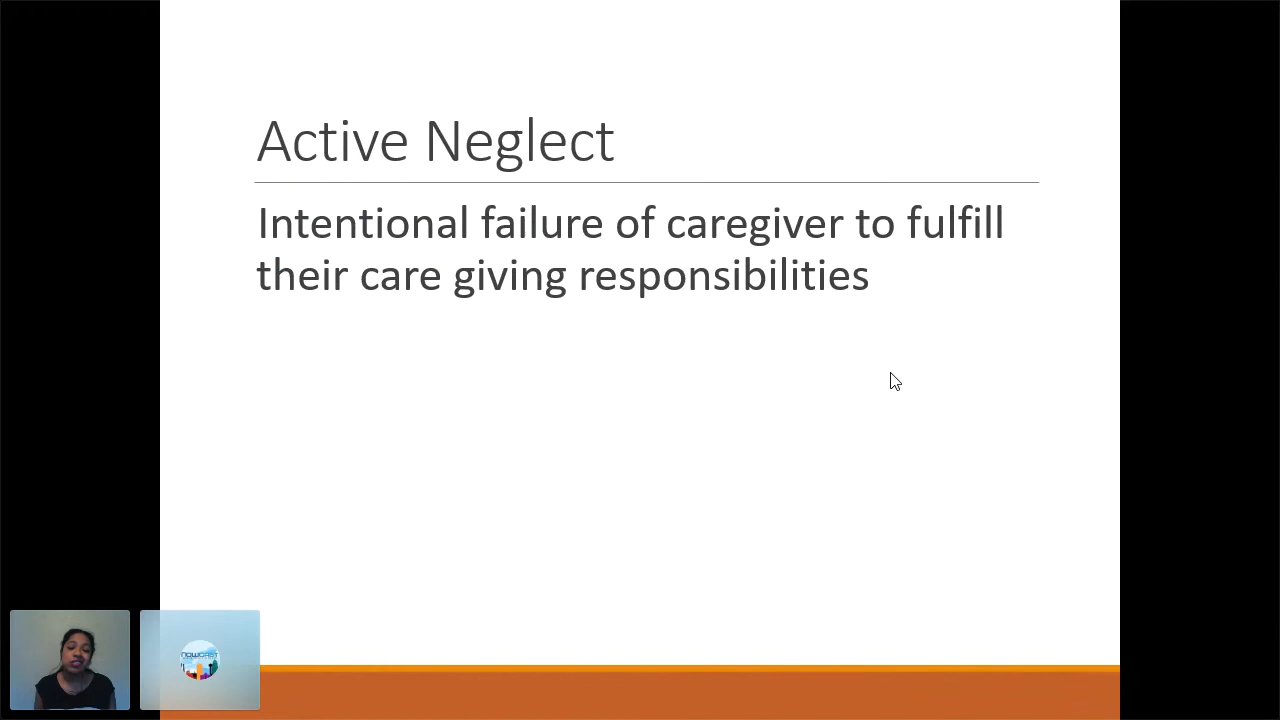 Active Neglect
Intentional failure of caregiver to fulfill
their care giving responsibilities